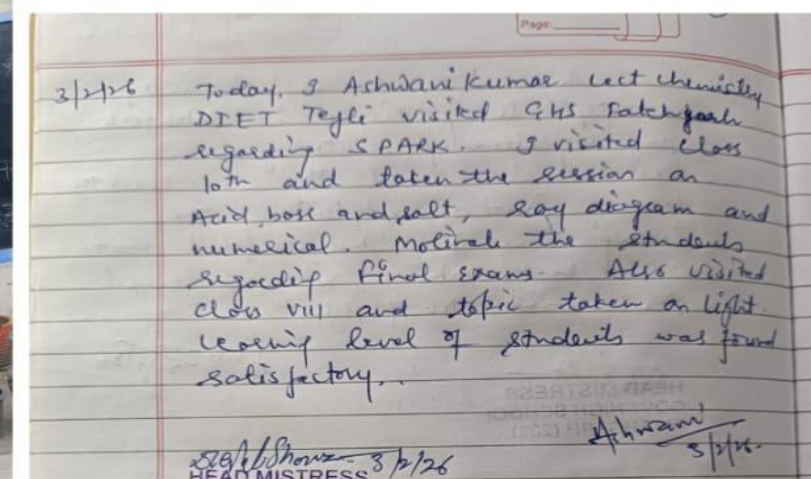 Page:
3/2/26 Today, I Ashwani Kumar Lect chemistry
DIET Tejli visited GHS Fatehgarh
regarding SPARK. I visited class
10th and taken the session on
Acid, base and salt, ray diagram and
numerical. Motivate the students
regarding final exams. Also visited
class VIII and topic taken on light.
Learning level of students was found
satisfactory..
HEAD MISTRESS
Ashwani
3/2/26
3/2/26
HEAD MISTRESS